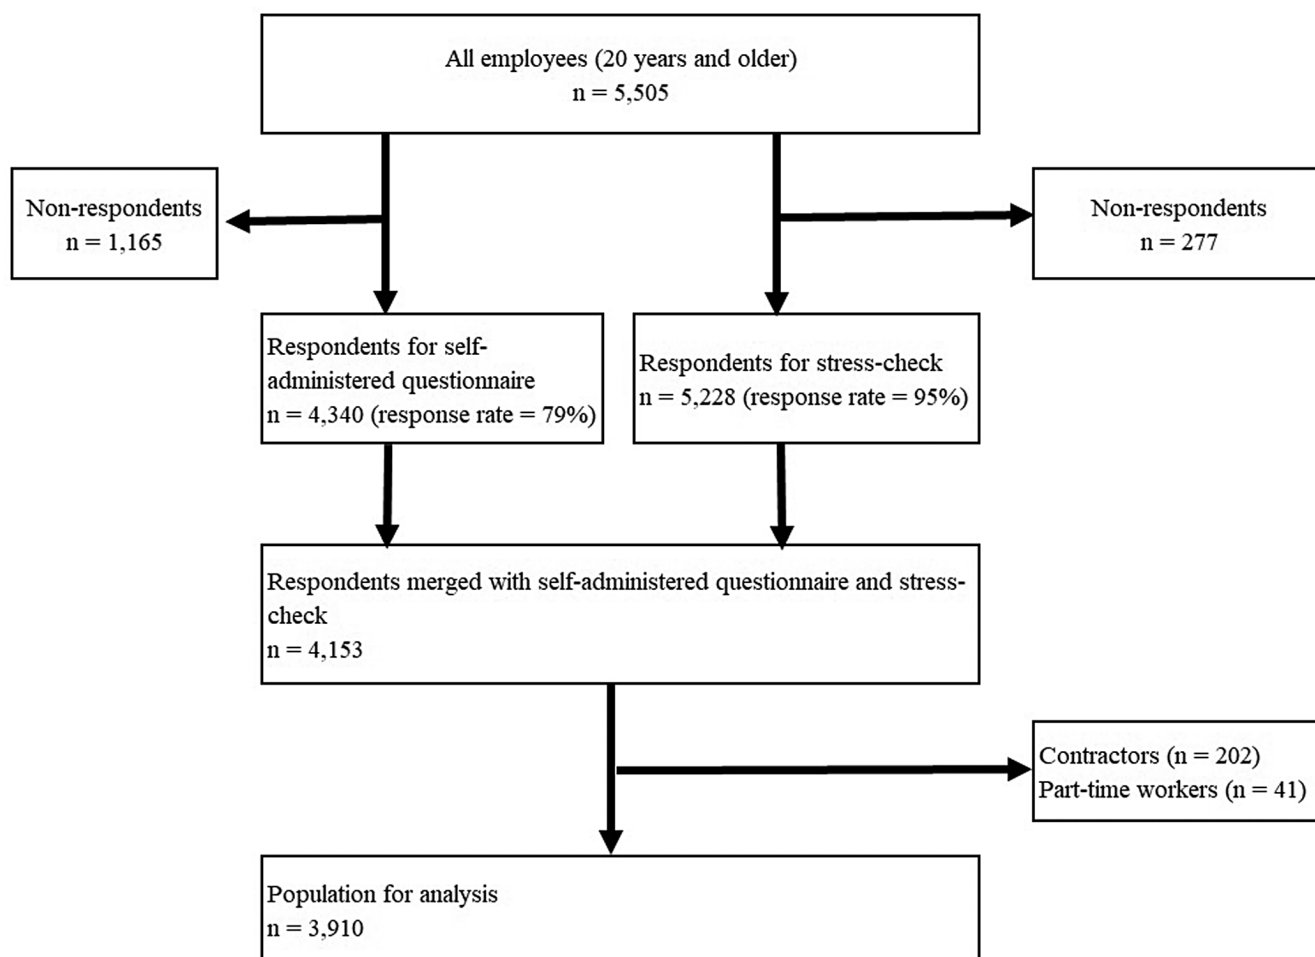 All employees (20 years and older)
n = 5,505
Non-respondents
n = 1,165
Non-respondents
n = 277
Respondents for self-
administered questionnaire
n = 4,340 (response rate = 79%)
Respondents for stress-check
n = 5,228 (response rate = 95%)
Respondents merged with self-administered questionnaire and stress-
check
n = 4,153
Contractors (n = 202)
Part-time workers (n = 41)
Population for analysis
n = 3,910